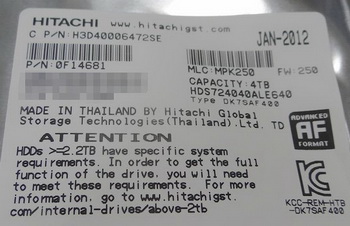 HITACHI www.hitachigst.com
C P/N:H3D40006472SE JAN-2012
P/N:0F14681
MLC:MPK250 FW:250
CAPACITY:4TB
HDS724040ALE640
TYPE DK7SAF400
MADE IN THAILAND BY Hitachi Global
Storage Technologies(Thailand).Ltd. TD
ADVANCED
AF
FORMAT
ATTENTION
HDDs >=2.2TB have specific system
requirements. In order to get the full
function of the drive, you will need
to meet these requirements. For more
information, go to www.hitachigst.
com/internal-drives/above-2tb
KCC-REM-HTB
-DK7SAF400